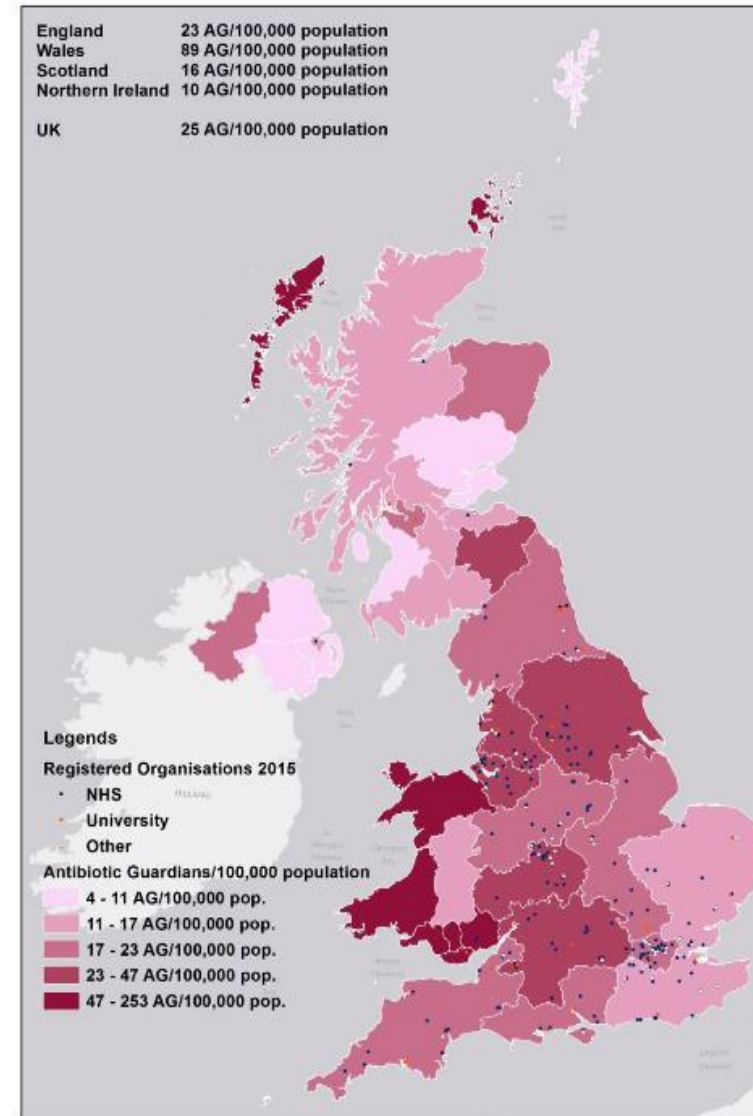 England 23 AG/100,000 population
Wales 89 AG/100,000 population
Scotland 16 AG/100,000 population
Northern Ireland 10 AG/100,000 population
UK 25 AG/100,000 population
Legends
Registered Organisations 2015
NHS
University
Other
Antibiotic Guardians/100,000 population
4 - 11 AG/100,000 pop.
11 - 17 AG/100,000 pop.
17 - 23 AG/100,000 pop.
23 - 47 AG/100,000 pop.
47 - 253 AG/100,000 pop.
IRELAND